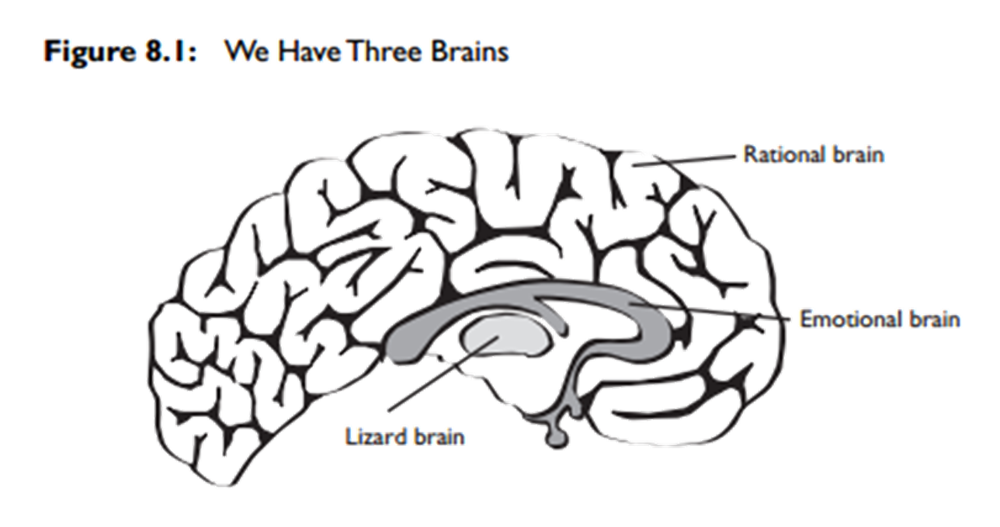 Figure 8.1: We Have Three Brains
Rational brain
Emotional brain
Lizard brain